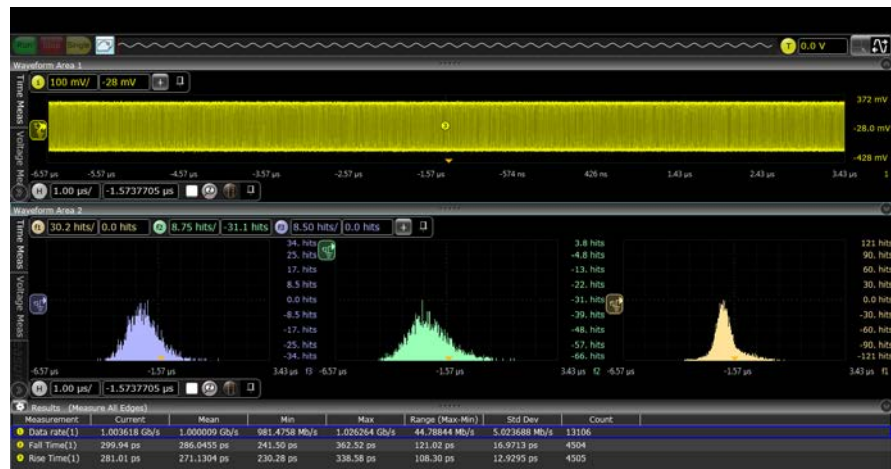 Run Stop Single T 0.0 V
Waveform Area 1
Time Meas
1 100 mV/ -28 mV +
372 mV
-28.0 mV
-428 mV
-6.57 µs -5.57 µs -4.57 µs -3.57 µs -2.57 µs -1.57 µs -574 ns 426 ns 1.43 µs 2.43 µs 3.43 µs 1
H 1.00 µs/ -1.5737705 µs
Waveform Area 2
Time Meas
Voltage Meas
f1 30.2 hits/ 0.0 hits f2 8.75 hits/ -31.1 hits f3 8.50 hits/ 0.0 hits +
34. hits 3.8 hits 121 hits
25. hits -4.8 hits 90. hits
17. hits -13. hits 60. hits
8.5 hits -22. hits 30. hits
0.0 hits -31. hits 0.0 hits
-8.5 hits -39. hits -30. hits
-17. hits -48. hits -60. hits
-25. hits -57. hits -90. hits
-34. hits -66. hits -121 hits
-6.57 µs -1.57 µs 3.43 µs f3 -6.57 µs -1.57 µs 3.43 µs f2 -6.57 µs -1.57 µs 3.43 µs f1
H 1.00 µs/ -1.5737705 µs
Results (Measure All Edges)
Measurement Current Mean Min Max Range (Max-Min) Std Dev Count
Data rate(1) 1.003618 Gb/s 1.000009 Gb/s 981.4758 Mb/s 1.026264 Gb/s 44.78844 Mb/s 5.023688 Mb/s 13106
Fall Time(1) 299.94 ps 286.0455 ps 241.50 ps 362.52 ps 121.02 ps 16.9713 ps 4504
Rise Time(1) 281.01 ps 271.1304 ps 230.28 ps 338.58 ps 108.30 ps 12.9295 ps 4505